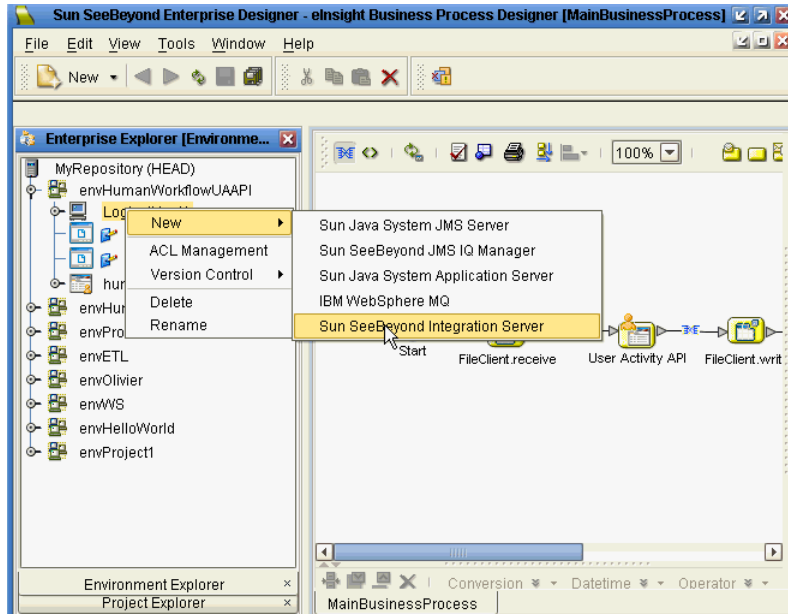 Sun SeeBeyond Enterprise Designer - eInsight Business Process Designer [MainBusinessProcess]
File Edit View Tools Window Help
New
Enterprise Explorer [Environme...
100%
MyRepository (HEAD)
envHumanWorkflowUAAPI
New
ACL Management
Version Control
Delete
Rename
Sun Java System JMS Server
Sun SeeBeyond JMS IQ Manager
Sun Java System Application Server
IBM WebSphere MQ
Sun SeeBeyond Integration Server
envETL
envOlivier
envWS
envHelloWorld
envProject1
Start
FileClient.receive
User Activity API
FileClient.writ
Environment Explorer
Project Explorer
Conversion Datetime Operator
MainBusinessProcess